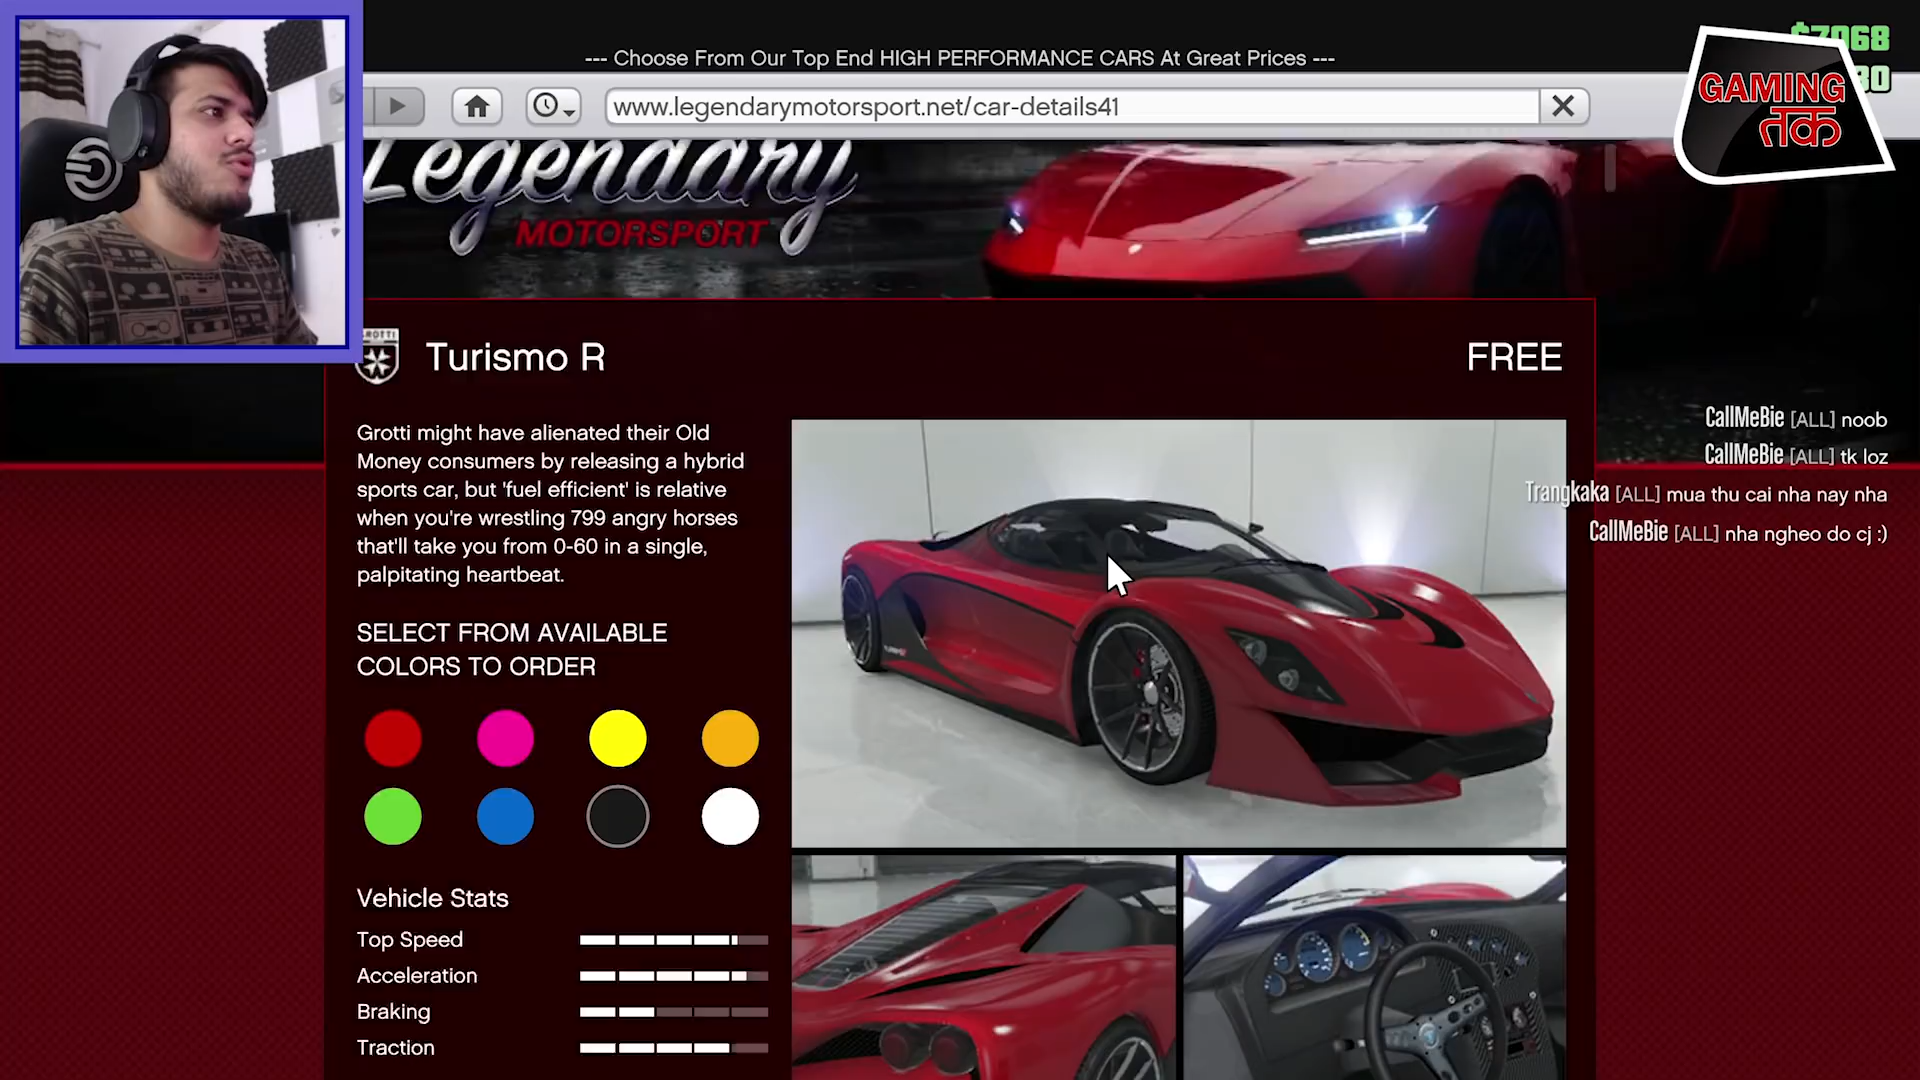 --- Choose From Our Top End HIGH PERFORMANCE CARS At Great Prices ---
www.legendarymotorsport.net/car-details41
GAMING
तक
Legendary
MOTORSPORT
Turismo R
FREE
Grotti might have alienated their Old
Money consumers by releasing a hybrid
sports car, but 'fuel efficient' is relative
when you're wrestling 799 angry horses
that'll take you from 0-60 in a single,
palpitating heartbeat.
SELECT FROM AVAILABLE
COLORS TO ORDER
Vehicle Stats
Top Speed
Acceleration
Braking
Traction
CallMeBie [ALL] noob
CallMeBie [ALL] tk loz
Trangkaka [ALL] mua thu cai nha nay nha
CallMeBie [ALL] nha ngheo do cj :)